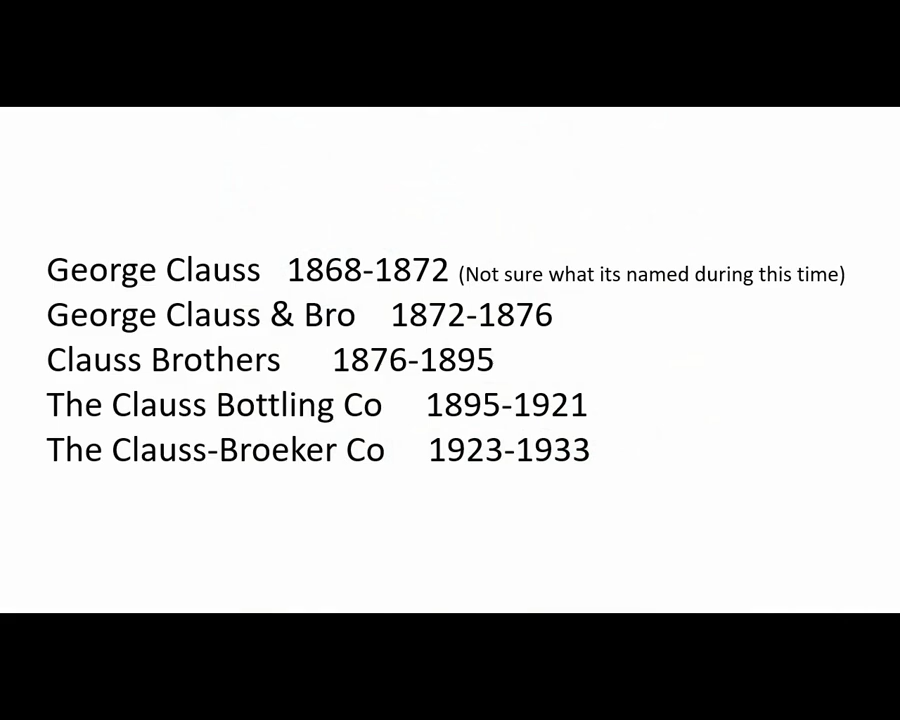 George Clauss 1868-1872 (Not sure what its named during this time)
George Clauss & Bro 1872-1876
Clauss Brothers 1876-1895
The Clauss Bottling Co 1895-1921
The Clauss-Broeker Co 1923-1933